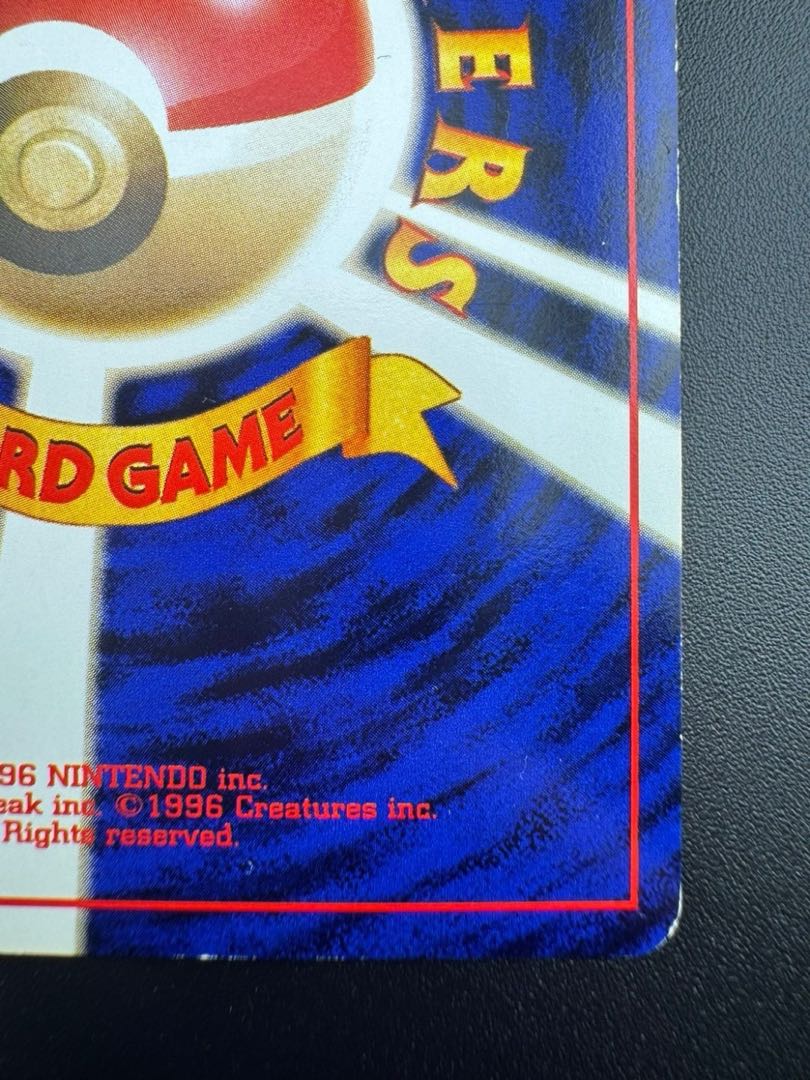 ERS
RD GAME
96 NINTENDO inc.
eak inc. ©1996 Creatures inc.
Rights reserved.